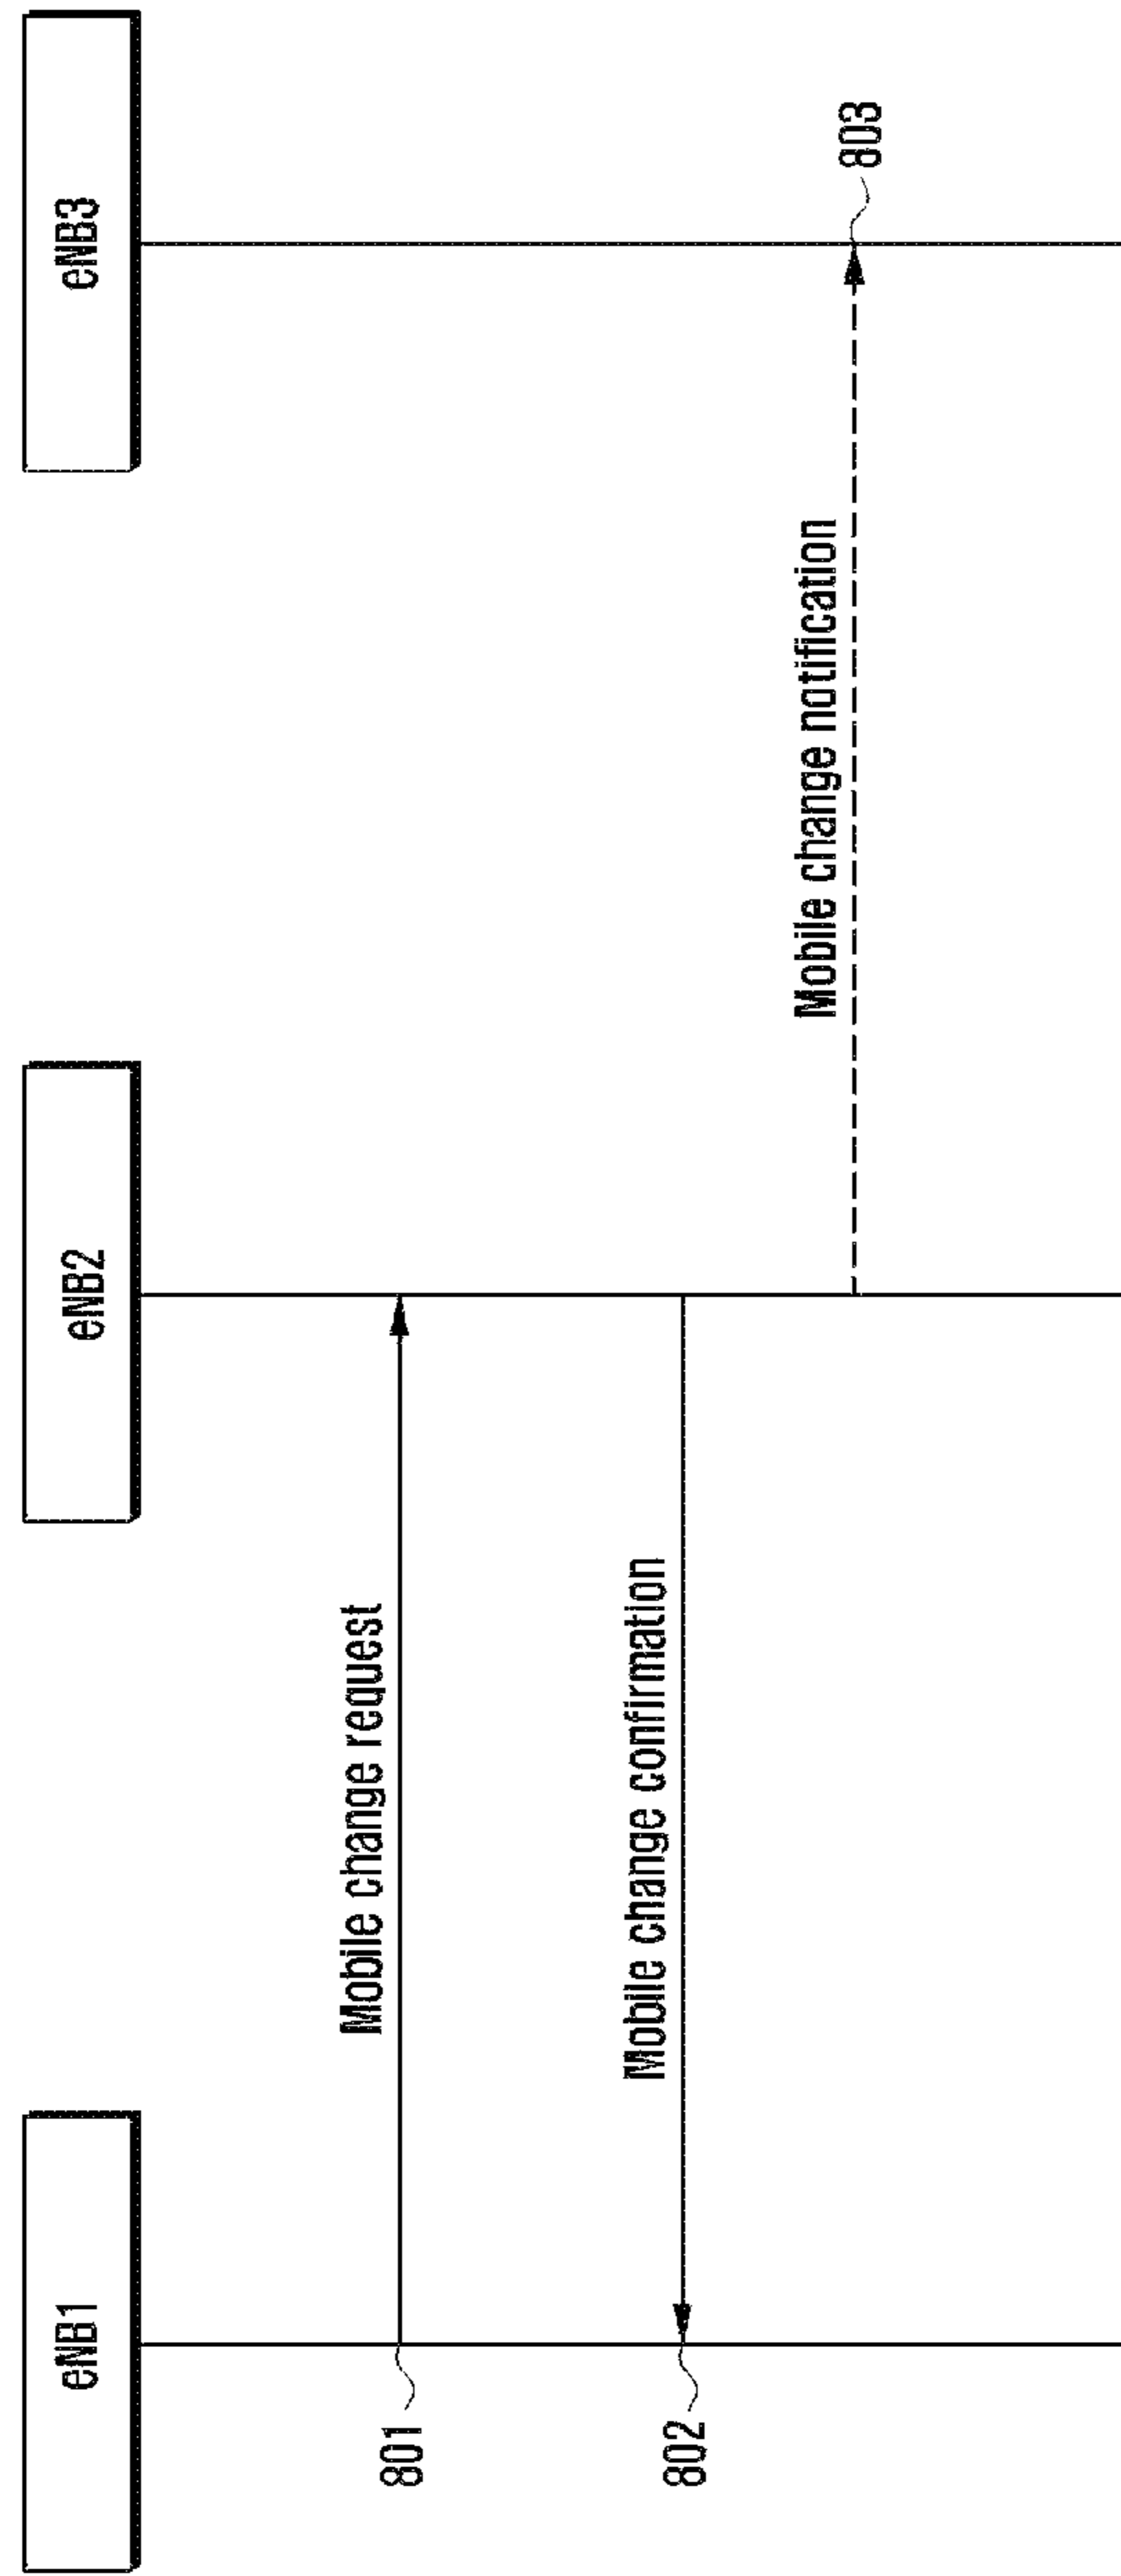 eNB1
eNB2
eNB3
801
Mobile change request
802
Mobile change confirmation
Mobile change notification
803